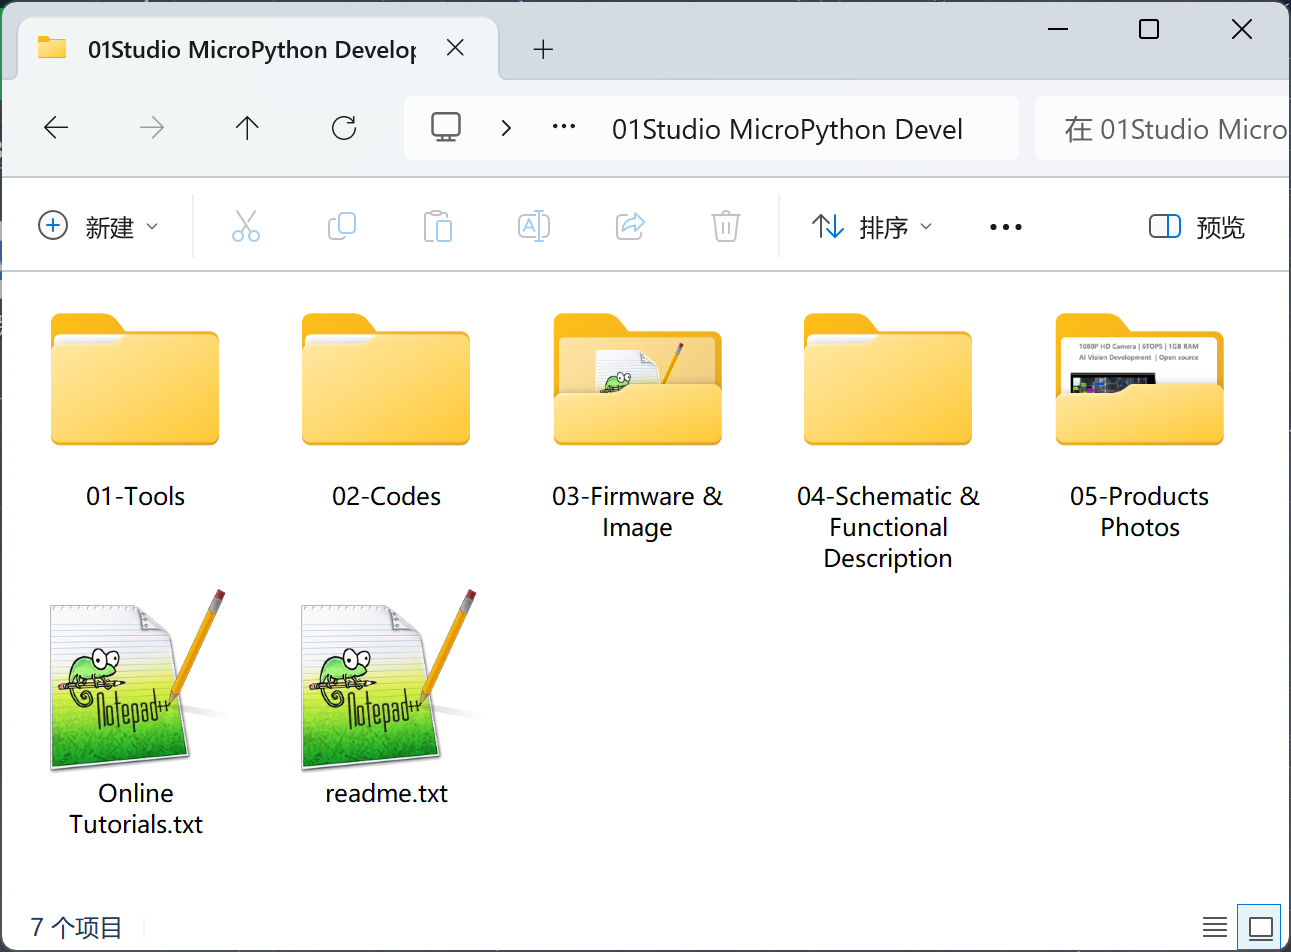 01Studio MicroPython Develop
01Studio MicroPython Devel
在 01Studio Micro
新建
排序
预览
1080P HD Camera | 6TOPS | 1GB RAM
AI Vision Development | Open source
01-Tools
02-Codes
03-Firmware &
Image
04-Schematic &
Functional
Description
05-Products
Photos
Notepad++
Notepad++
Online
Tutorials.txt
readme.txt
7 个项目